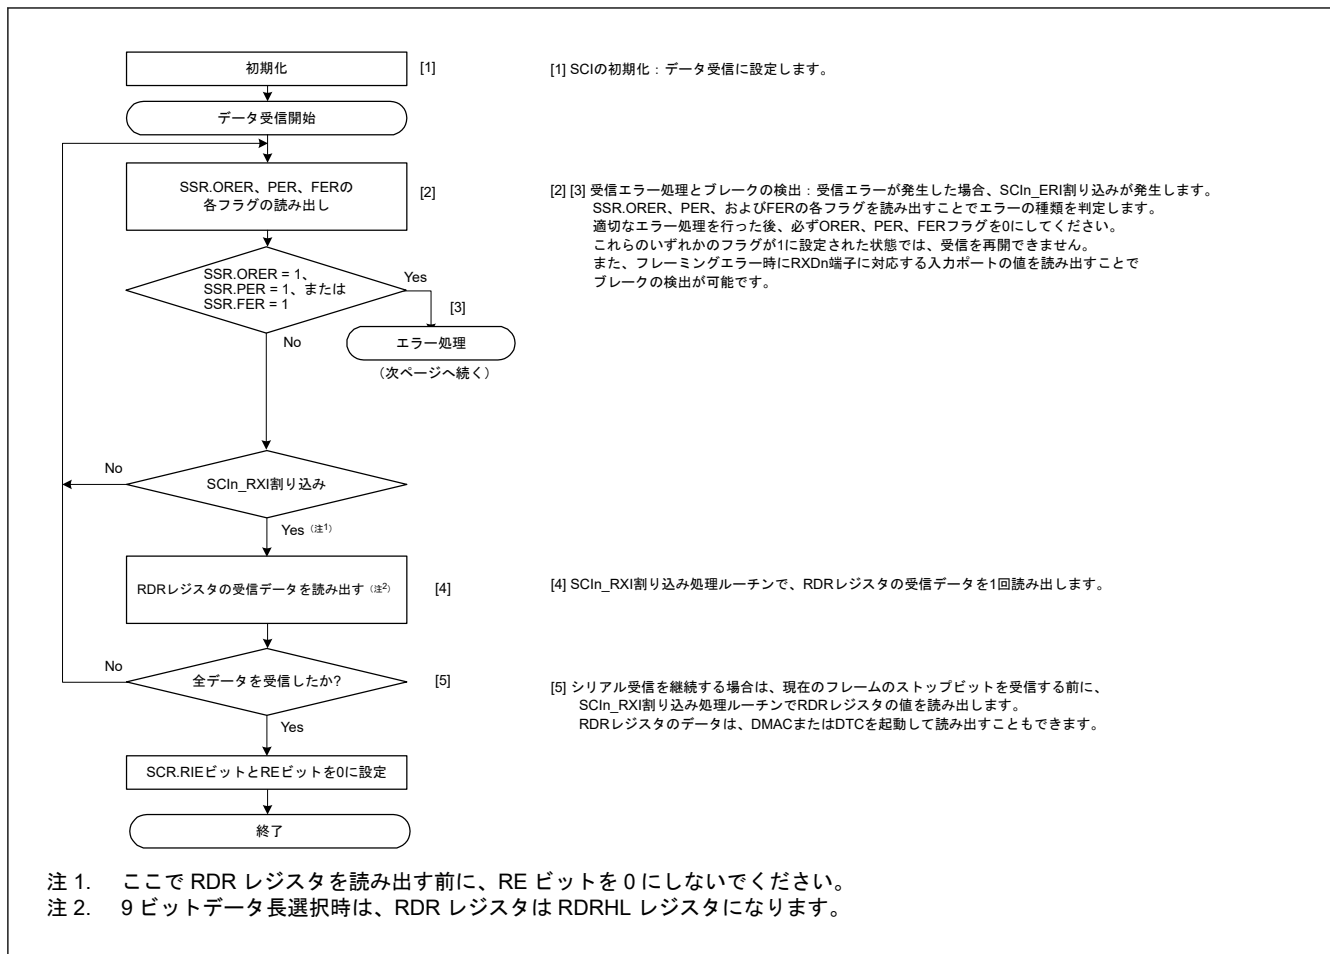 初期化
[1]
[1] SCIの初期化：データ受信に設定します。
データ受信開始
SSR.ORER、PER、FERの
各フラグの読み出し
[2]
[2] [3] 受信エラー処理とブレークの検出：受信エラーが発生した場合、SCIn_ERI割り込みが発生します。
SSR.ORER、PER、およびFERの各フラグを読み出すことでエラーの種類を判定します。
適切なエラー処理を行った後、必ずORER、PER、FERフラグを0にしてください。
これらのいずれかのフラグが1に設定された状態では、受信を再開できません。
また、フレーミングエラー時にRXDn端子に対応する入力ポートの値を読み出すことで
ブレークの検出が可能です。
SSR.ORER = 1、
SSR.PER = 1、または
SSR.FER = 1
Yes
[3]
No
エラー処理
（次ページへ続く）
No
SCIn_RXI割り込み
Yes（注1）
RDRレジスタの受信データを読み出す（注2）
[4]
[4] SCIn_RXI割り込み処理ルーチンで、RDRレジスタの受信データを1回読み出します。
No
全データを受信したか?
[5]
[5] シリアル受信を継続する場合は、現在のフレームのストップビットを受信する前に、
SCIn_RXI割り込み処理ルーチンでRDRレジスタの値を読み出します。
RDRレジスタのデータは、DMACまたはDTCを起動して読み出すこともできます。
Yes
SCR.RIEビットとREビットを0に設定
終了
注 1. ここで RDR レジスタを読み出す前に、RE ビットを 0 にしないでください。
注 2. 9 ビットデータ長選択時は、RDR レジスタは RDRHL レジスタになります。